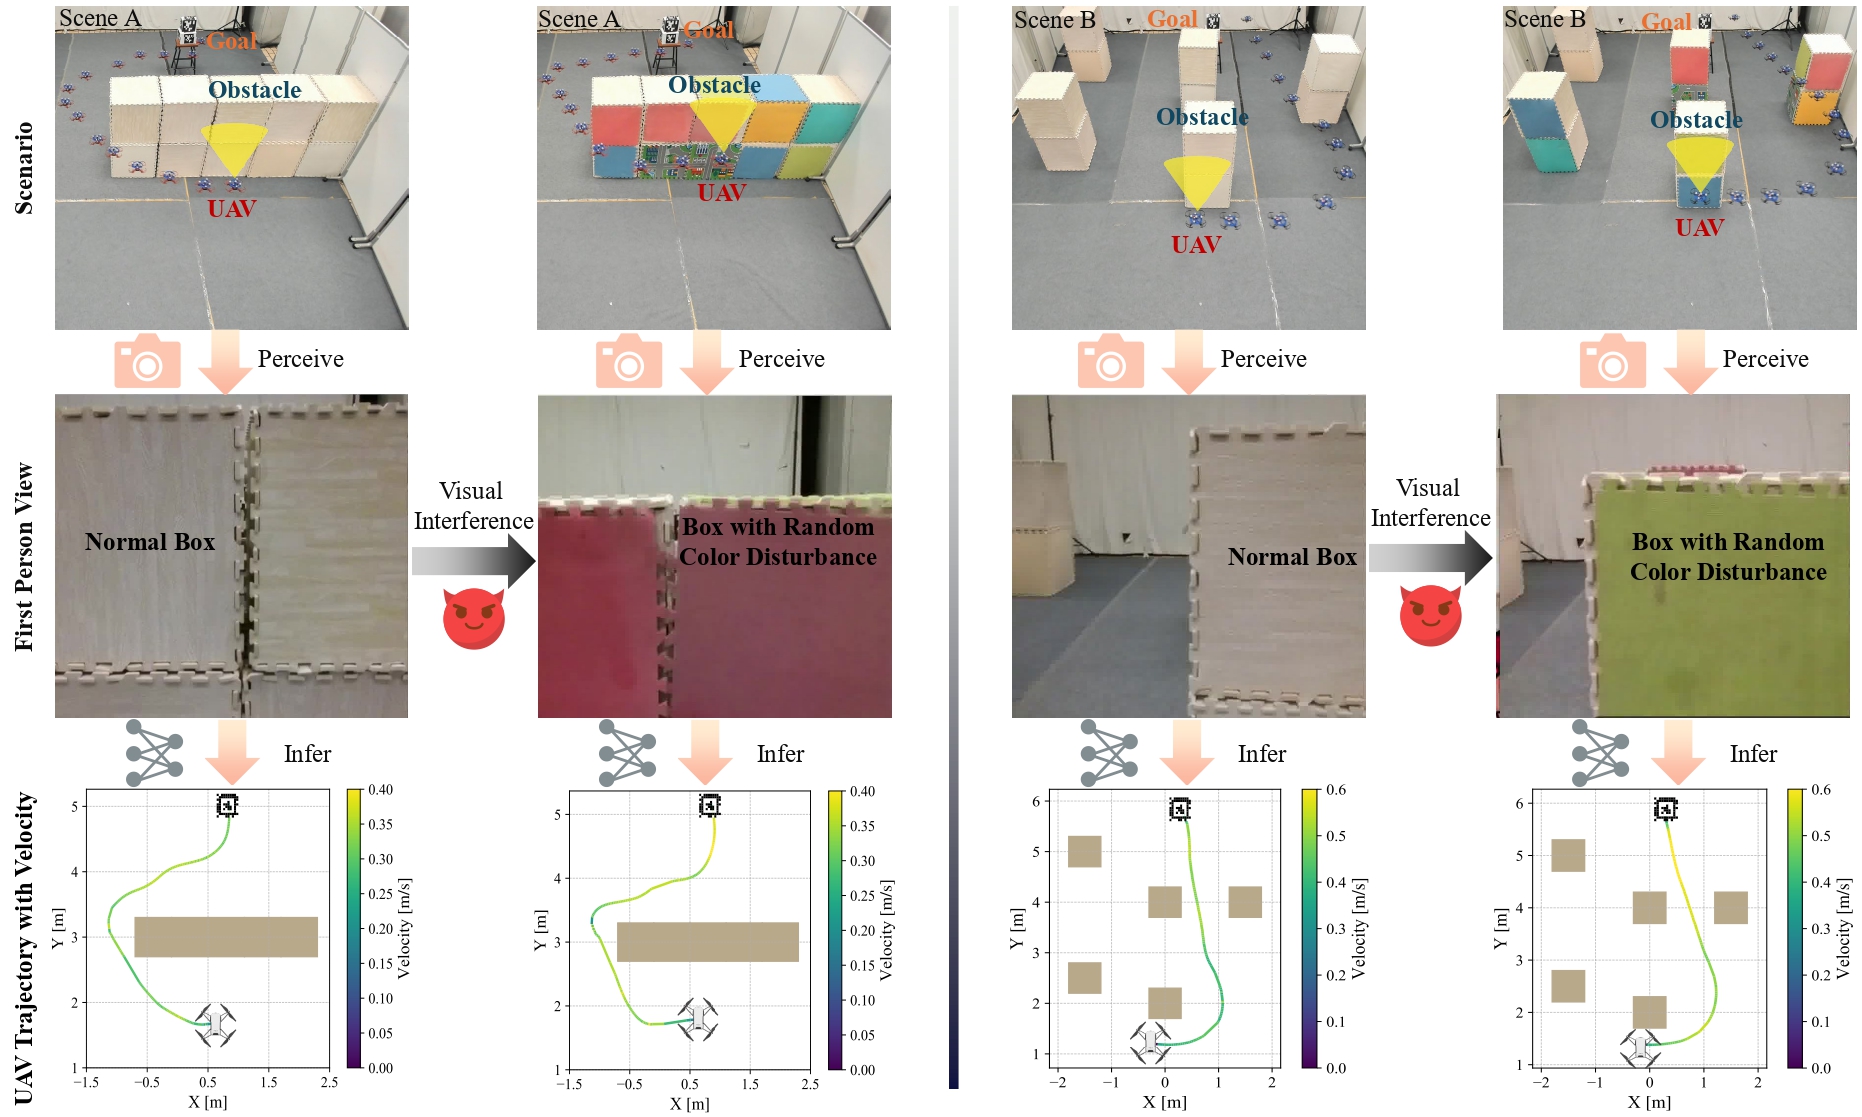 Scenario
Scene A
Goal
Obstacle
UAV
Scene A
Goal
Obstacle
UAV
Scene B
Goal
Obstacle
UAV
Scene B
Goal
Obstacle
UAV
Perceive
Perceive
Perceive
Perceive
First Person View
Normal Box
Visual
Interference
Box with Random
Color Disturbance
Normal Box
Visual
Interference
Box with Random
Color Disturbance
Infer
Infer
Infer
Infer
UAV Trajectory with Velocity
Y [m]
5
4
3
2
1
−1.5 −0.5 0.5 1.5 2.5
X [m]
0.40
0.35
0.30
0.25
0.20
0.15
0.10
0.05
0.00
Velocity [m/s]
Y [m]
5
4
3
2
1
−1.5 −0.5 0.5 1.5 2.5
X [m]
0.40
0.35
0.30
0.25
0.20
0.15
0.10
0.05
0.00
Velocity [m/s]
Y [m]
6
5
4
3
2
1
−2 −1 0 1 2
X [m]
0.6
0.5
0.4
0.3
0.2
0.1
0.0
Velocity [m/s]
Y [m]
6
5
4
3
2
1
−2 −1 0 1 2
X [m]
0.6
0.5
0.4
0.3
0.2
0.1
0.0
Velocity [m/s]